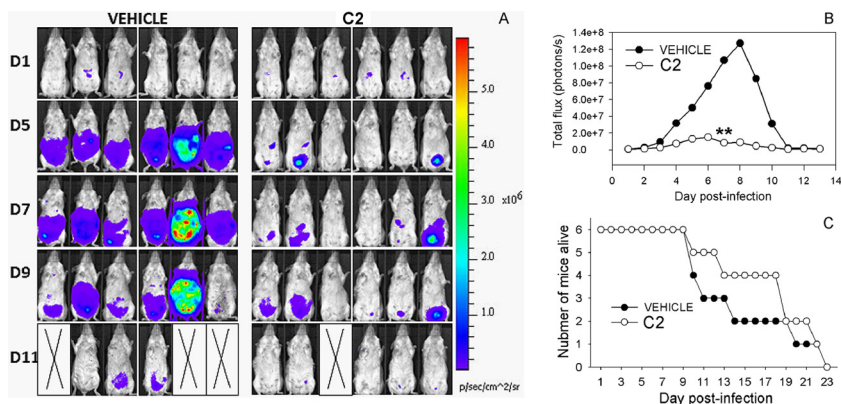 VEHICLE
C2
A
D1
D5
D7
D9
D11
5.0
4.0
3.0
x10^6
2.0
1.0
p/sec/cm^2/sr
B
Total flux (photons/s)
1.4e+8
1.2e+8
1.0e+8
8.0e+7
6.0e+7
4.0e+7
2.0e+7
0.0
VEHICLE
C2
**
0 2 4 6 8 10 12 14
Day post-infection
C
Nubmer of mice alive
6
5
4
3
2
1
0
VEHICLE
C2
1 3 5 7 9 11 13 15 17 19 21 23
Day post-infection